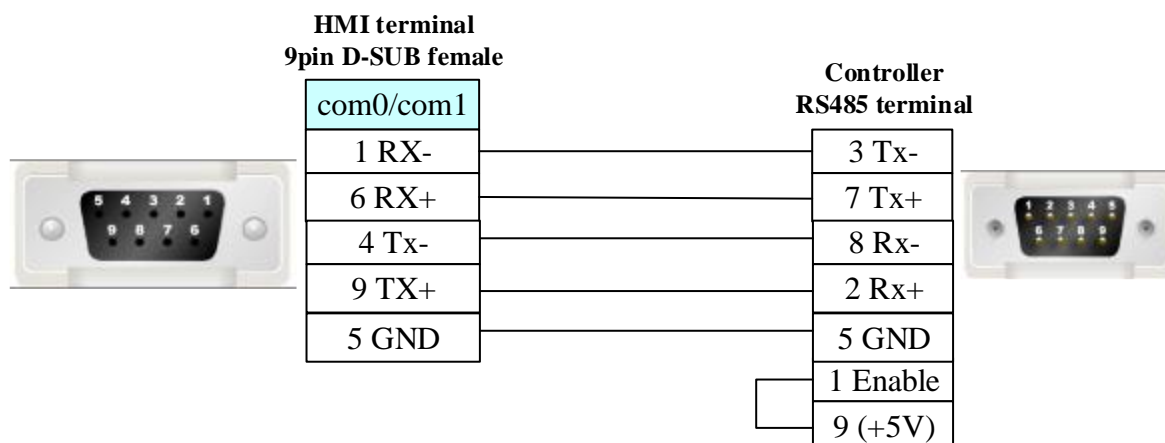 HMI terminal
9pin D-SUB female
com0/com1
1 RX-
6 RX+
4 Tx-
9 TX+
5 GND
Controller
RS485 terminal
3 Tx-
7 Tx+
8 Rx-
2 Rx+
5 GND
1 Enable
9 (+5V)
5 4 3 2 1
9 8 7 6
1 2 3 4 5
6 7 8 9